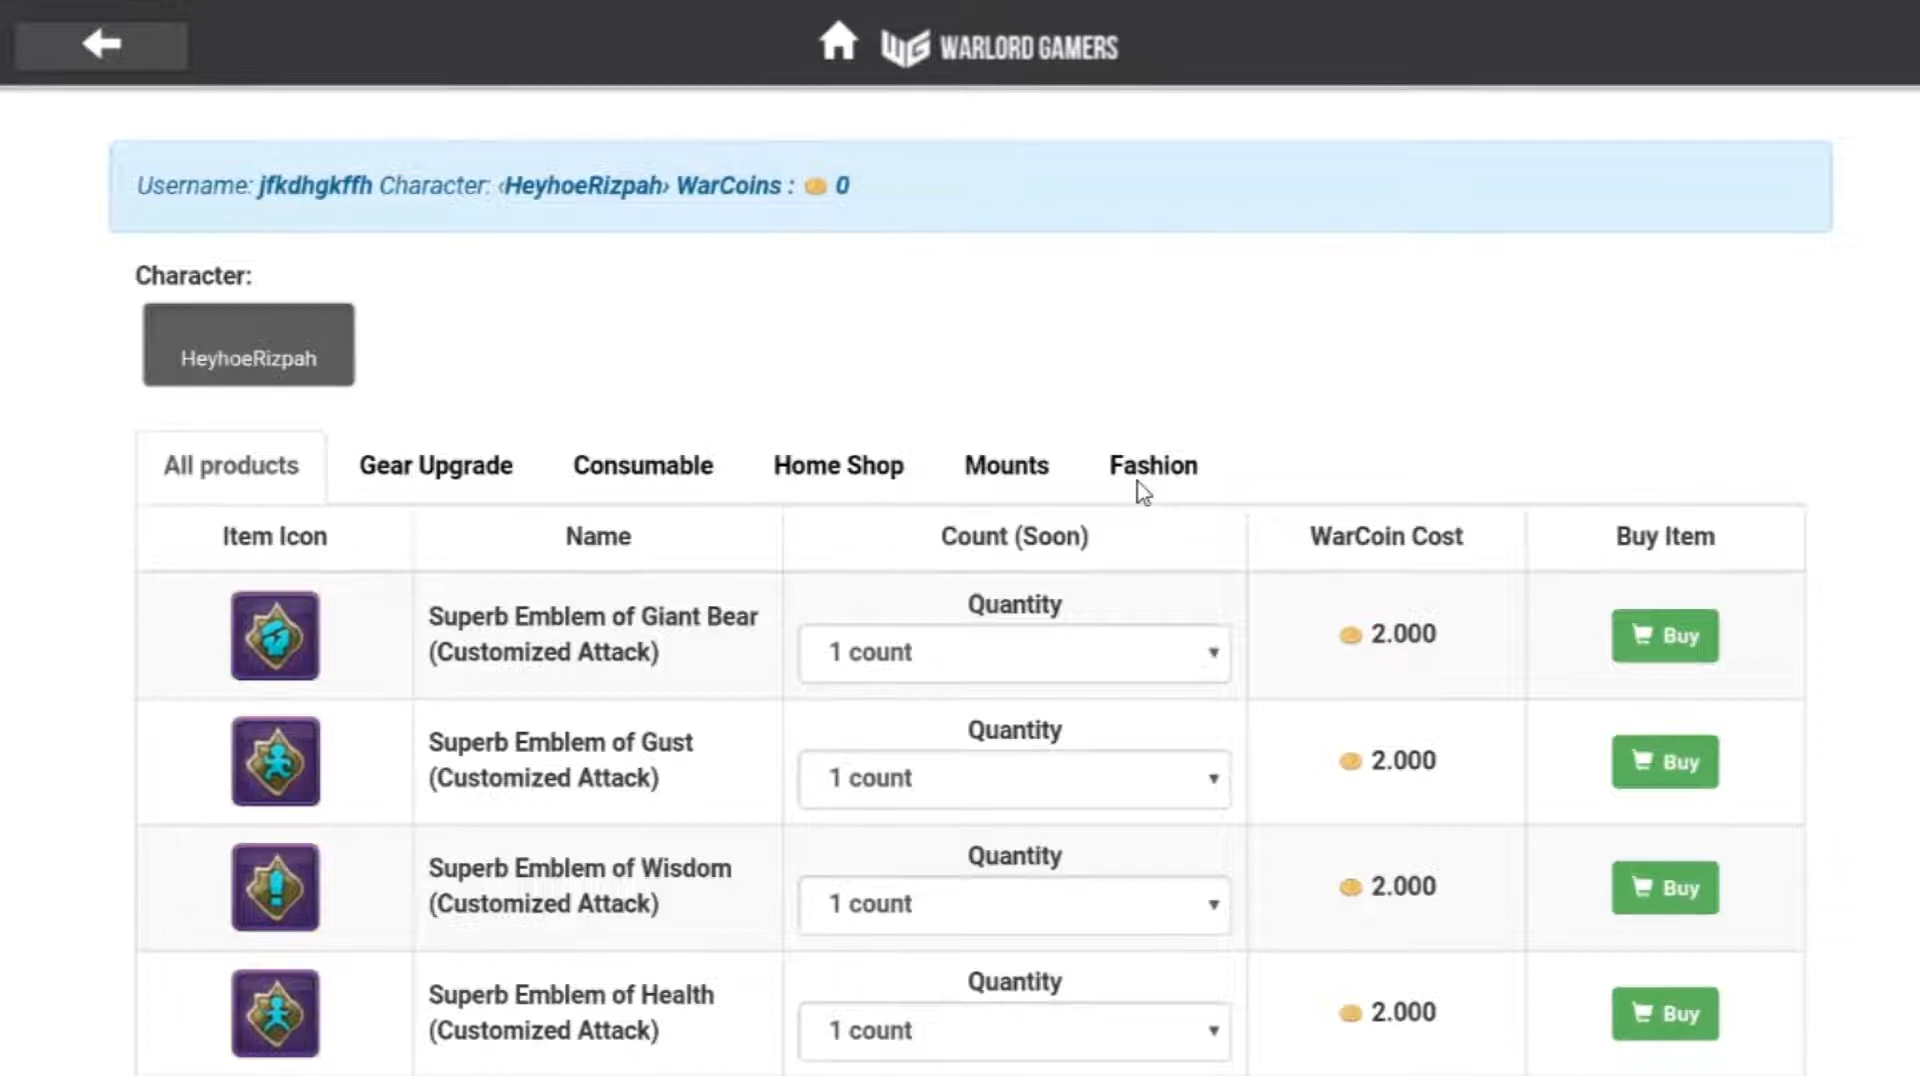 WG WARLORD GAMERS
Username: jfkdhgkffh Character: ‹HeyhoeRizpah› WarCoins : 0
Character:
HeyhoeRizpah
All products Gear Upgrade Consumable Home Shop Mounts Fashion
Item Icon Name Count (Soon) WarCoin Cost Buy Item
Superb Emblem of Giant Bear
(Customized Attack)
Quantity
1 count
2.000
Buy
Superb Emblem of Gust
(Customized Attack)
Quantity
1 count
2.000
Buy
Superb Emblem of Wisdom
(Customized Attack)
Quantity
1 count
2.000
Buy
Superb Emblem of Health
(Customized Attack)
Quantity
1 count
2.000
Buy